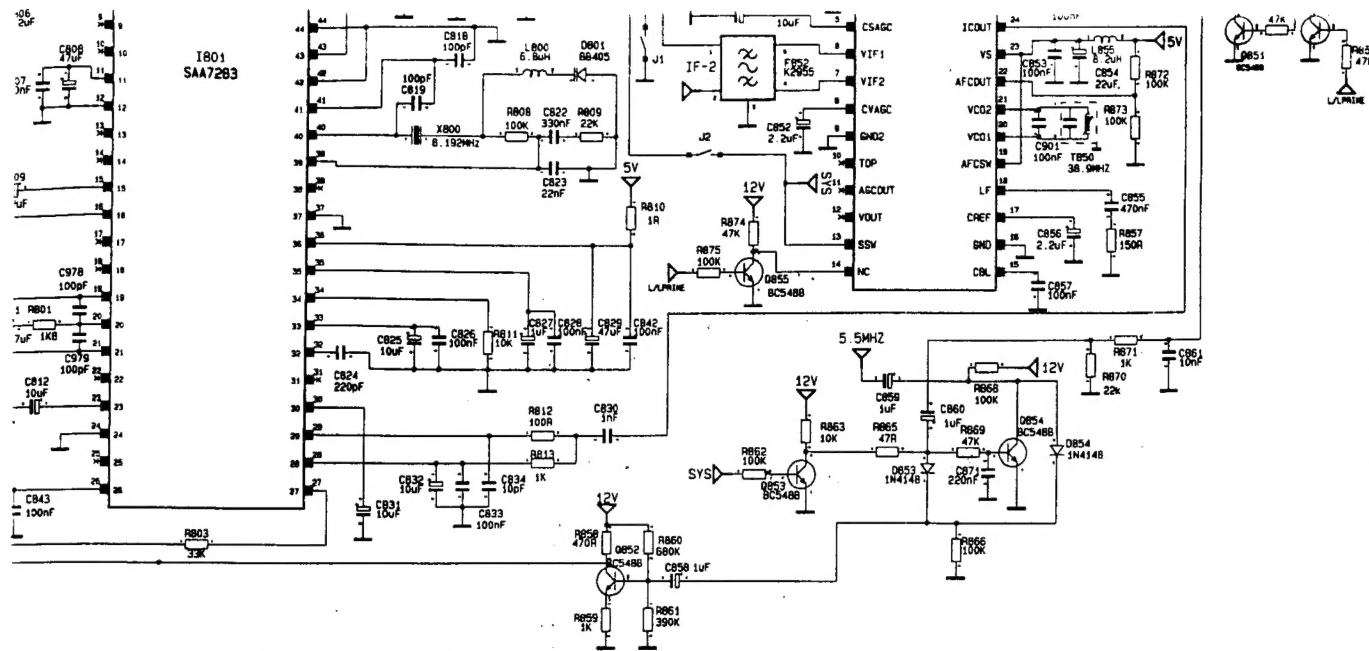 I801
SAA7283
C808
47uF
C818
100pF
100pF
C819
L800
6.8uH
D801
BB405
R808
100K
C822
330nF
R809
22K
X800
8.192MHz
C823
22nF
5V
R810
1R
C978
100pF
R801
1K8
C979
100pF
C812
10uF
C843
100nF
R803
33K
C824
220pF
C825
10uF
C826
100nF
R811
10K
C827
1uF
C828
100nF
C829
47uF
C842
100nF
R812
100R
R813
1K
C830
1nF
C831
10uF
C832
10uF
C833
100nF
C834
10pF
10uF
IF-2
F852
K2955
J1
J2
C852
2.2uF
SYS
12V
R874
47K
R875
100K
L/LPRIME
Q855
BC548B
CSAGC
VIF1
VIF2
CVAGC
GND2
TOP
AGCOUT
VOUT
SSW
NC
ICOUT
VS
AFCOUT
VCO2
VCO1
AFCSW
LF
CREF
GND
CBL
100nF
C853
100nF
L855
8.2uH
C854
22uF
5V
R872
100K
R873
100K
C901
100nF
T850
38.9MHZ
C855
470nF
R857
150R
C856
2.2uF
C857
100nF
47K
Q851
BC548B
L/LPRIME
5.5MHZ
C859
1uF
R868
100K
12V
R871
1K
R870
22k
C861
10nF
C860
1uF
12V
R863
10K
R865
47R
R869
47K
Q854
BC548B
D854
1N4148
SYS
R862
100K
Q853
BC548B
D853
1N4148
C871
220nF
R866
100K
12V
R858
470R
R860
680K
Q852
BC548B
C858 1uF
R859
1K
R861
390K